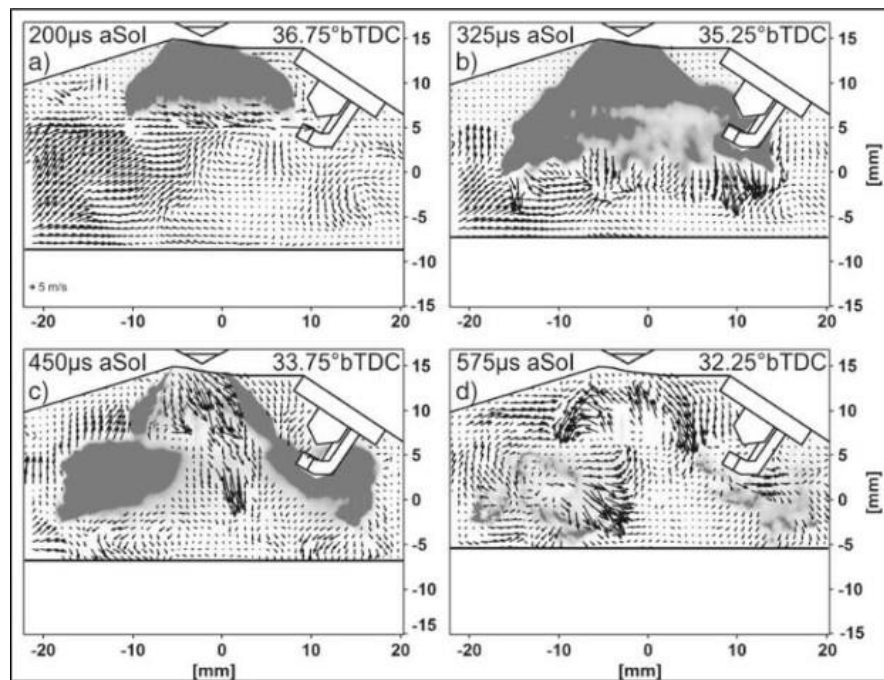 200µs aSoI 36.75°bTDC
a)
15
10
5
0
-5
-10
-15
5 m/s
-20 -10 0 10 20
325µs aSoI 35.25°bTDC
b)
15
10
5
0
-5
-10
-15
[mm]
-20 -10 0 10 20
450µs aSoI 33.75°bTDC
c)
15
10
5
0
-5
-10
-15
-20 -10 0 10 20
[mm]
575µs aSoI 32.25°bTDC
d)
15
10
5
0
-5
-10
-15
[mm]
-20 -10 0 10 20
[mm]